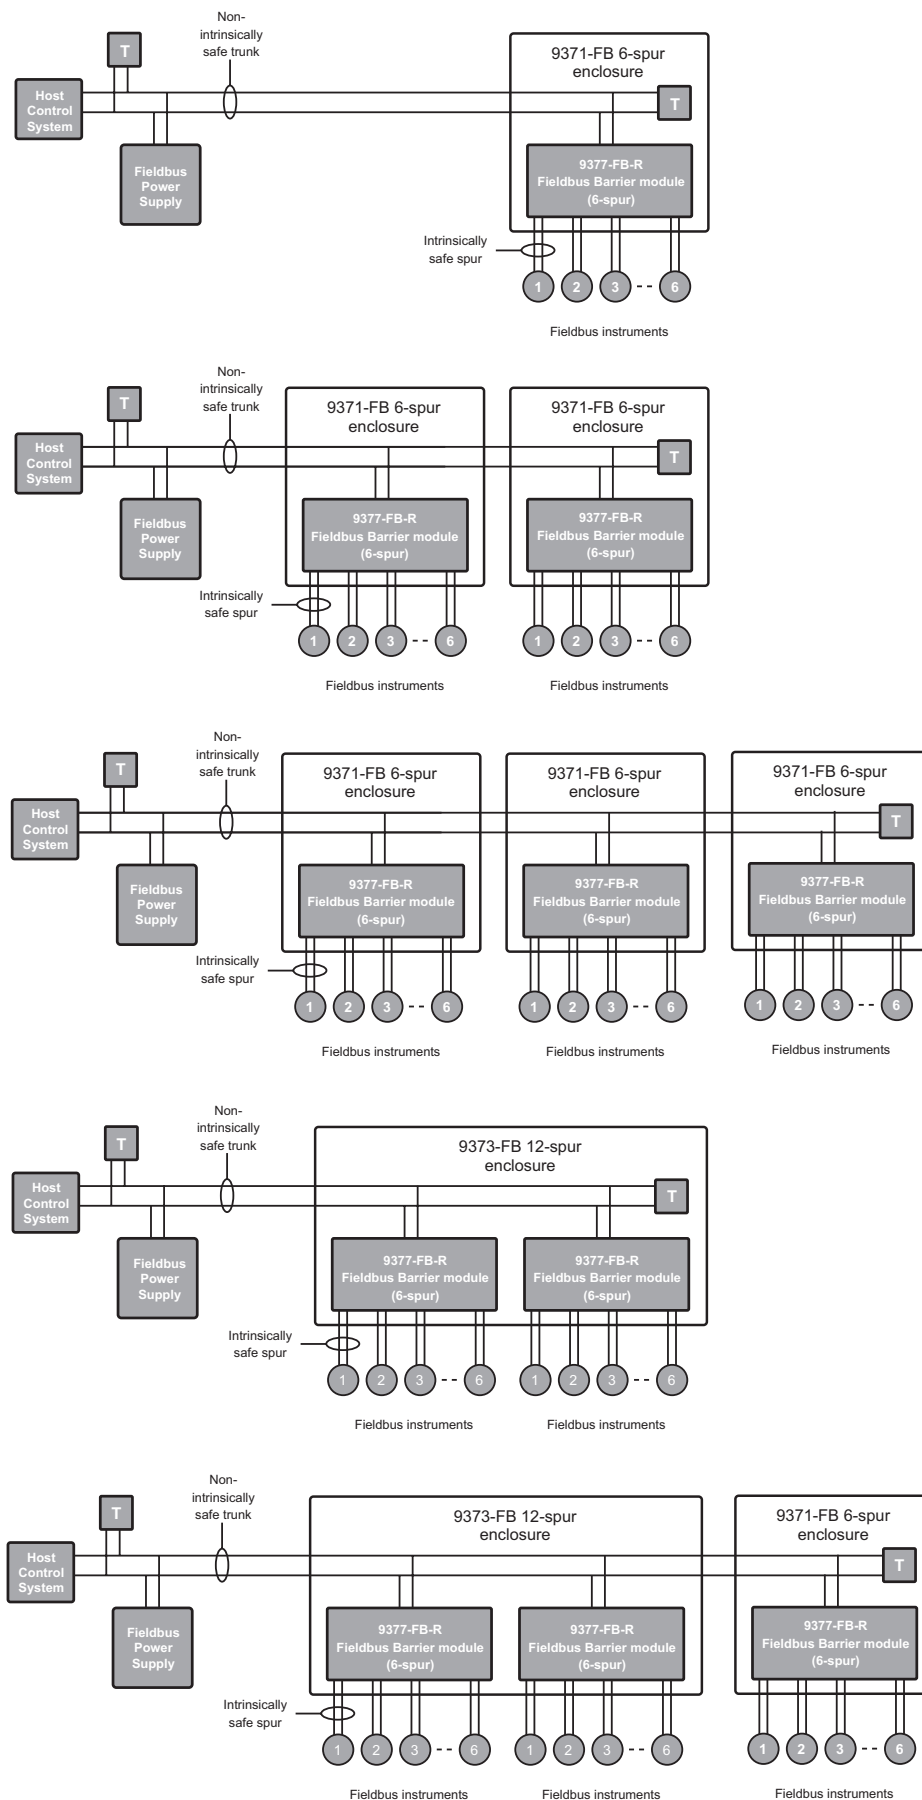 Non-
intrinsically
safe trunk
T
9371-FB 6-spur
enclosure
Host
Control
System
T
Fieldbus
Power
Supply
9377-FB-R
Fieldbus Barrier module
(6-spur)
Intrinsically
safe spur
1 2 3 -- 6
Fieldbus instruments
Non-
intrinsically
safe trunk
T
9371-FB 6-spur
enclosure
9371-FB 6-spur
enclosure
Host
Control
System
T
Fieldbus
Power
Supply
9377-FB-R
Fieldbus Barrier module
(6-spur)
9377-FB-R
Fieldbus Barrier module
(6-spur)
Intrinsically
safe spur
1 2 3 -- 6
1 2 3 -- 6
Fieldbus instruments
Fieldbus instruments
Non-
intrinsically
safe trunk
T
9371-FB 6-spur
enclosure
9371-FB 6-spur
enclosure
9371-FB 6-spur
enclosure
Host
Control
System
T
Fieldbus
Power
Supply
9377-FB-R
Fieldbus Barrier module
(6-spur)
9377-FB-R
Fieldbus Barrier module
(6-spur)
9377-FB-R
Fieldbus Barrier module
(6-spur)
Intrinsically
safe spur
1 2 3 -- 6
1 2 3 -- 6
1 2 3 -- 6
Fieldbus instruments
Fieldbus instruments
Fieldbus instruments
Non-
intrinsically
safe trunk
T
9373-FB 12-spur
enclosure
Host
Control
System
T
Fieldbus
Power
Supply
9377-FB-R
Fieldbus Barrier module
(6-spur)
9377-FB-R
Fieldbus Barrier module
(6-spur)
Intrinsically
safe spur
1 2 3 -- 6
1 2 3 -- 6
Fieldbus instruments
Fieldbus instruments
Non-
intrinsically
safe trunk
T
9373-FB 12-spur
enclosure
9371-FB 6-spur
enclosure
Host
Control
System
T
Fieldbus
Power
Supply
9377-FB-R
Fieldbus Barrier module
(6-spur)
9377-FB-R
Fieldbus Barrier module
(6-spur)
9377-FB-R
Fieldbus Barrier module
(6-spur)
Intrinsically
safe spur
1 2 3 -- 6
1 2 3 -- 6
1 2 3 -- 6
Fieldbus instruments
Fieldbus instruments
Fieldbus instruments